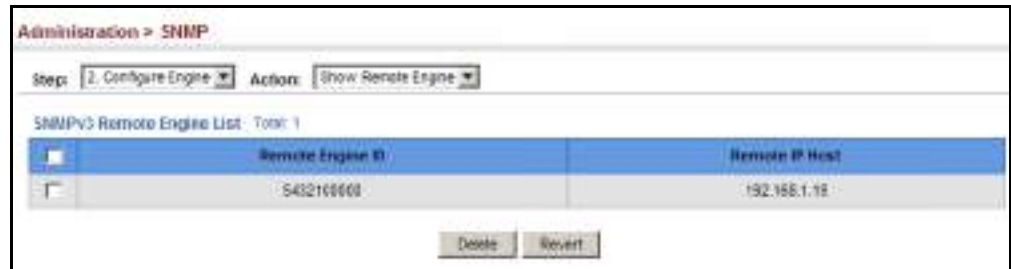 Administration > SNMP
Step: 2. Configure Engine Action: Show Remote Engine
SNMPv3 Remote Engine List Total: 1
Remote Engine ID Remote IP Host
5432100000 192.168.1.19
Delete Revert